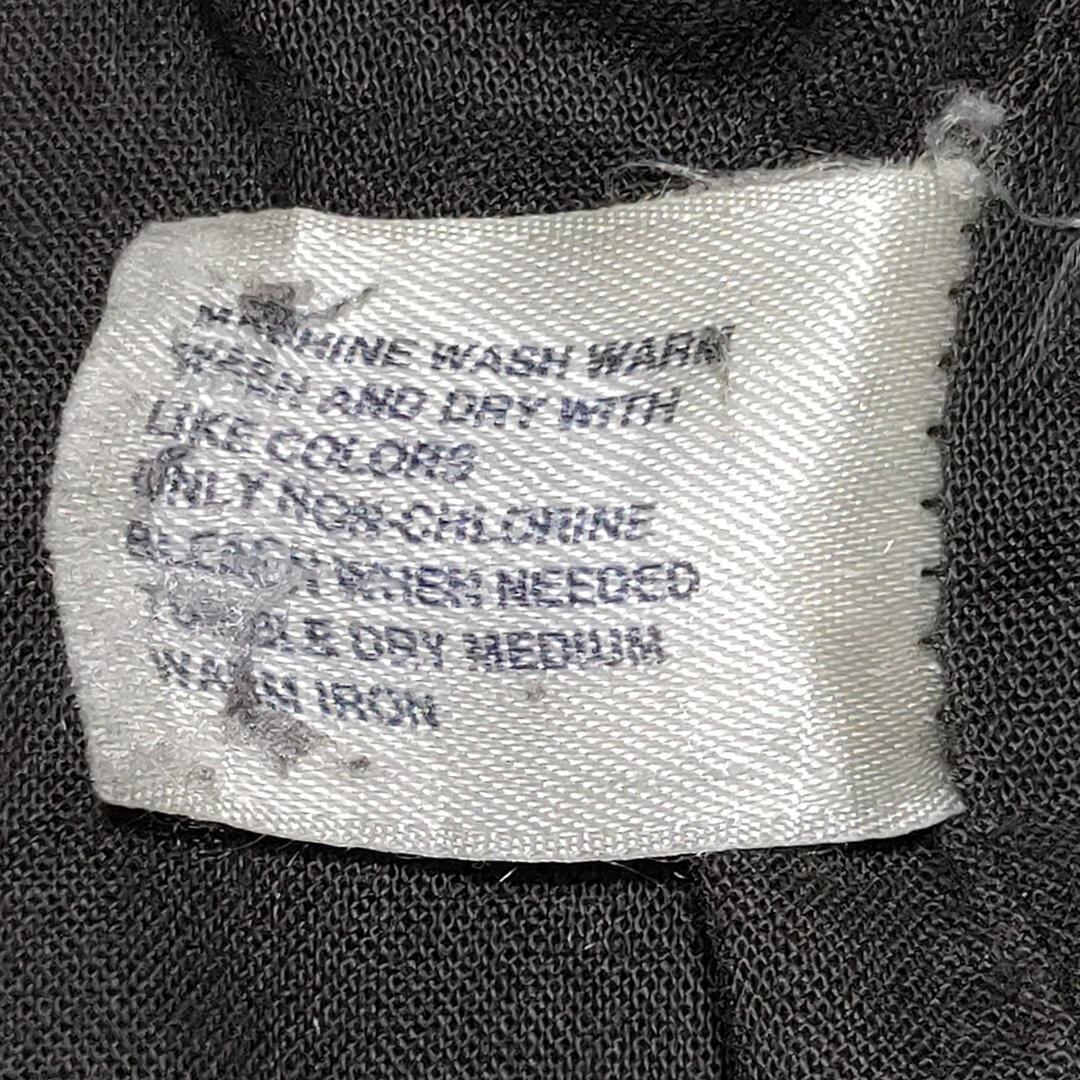 MACHINE WASH WARM
WASH AND DRY WITH
LIKE COLORS
ONLY NON-CHLORINE
BLEACH WHEN NEEDED
TUMBLE DRY MEDIUM
WARM IRON